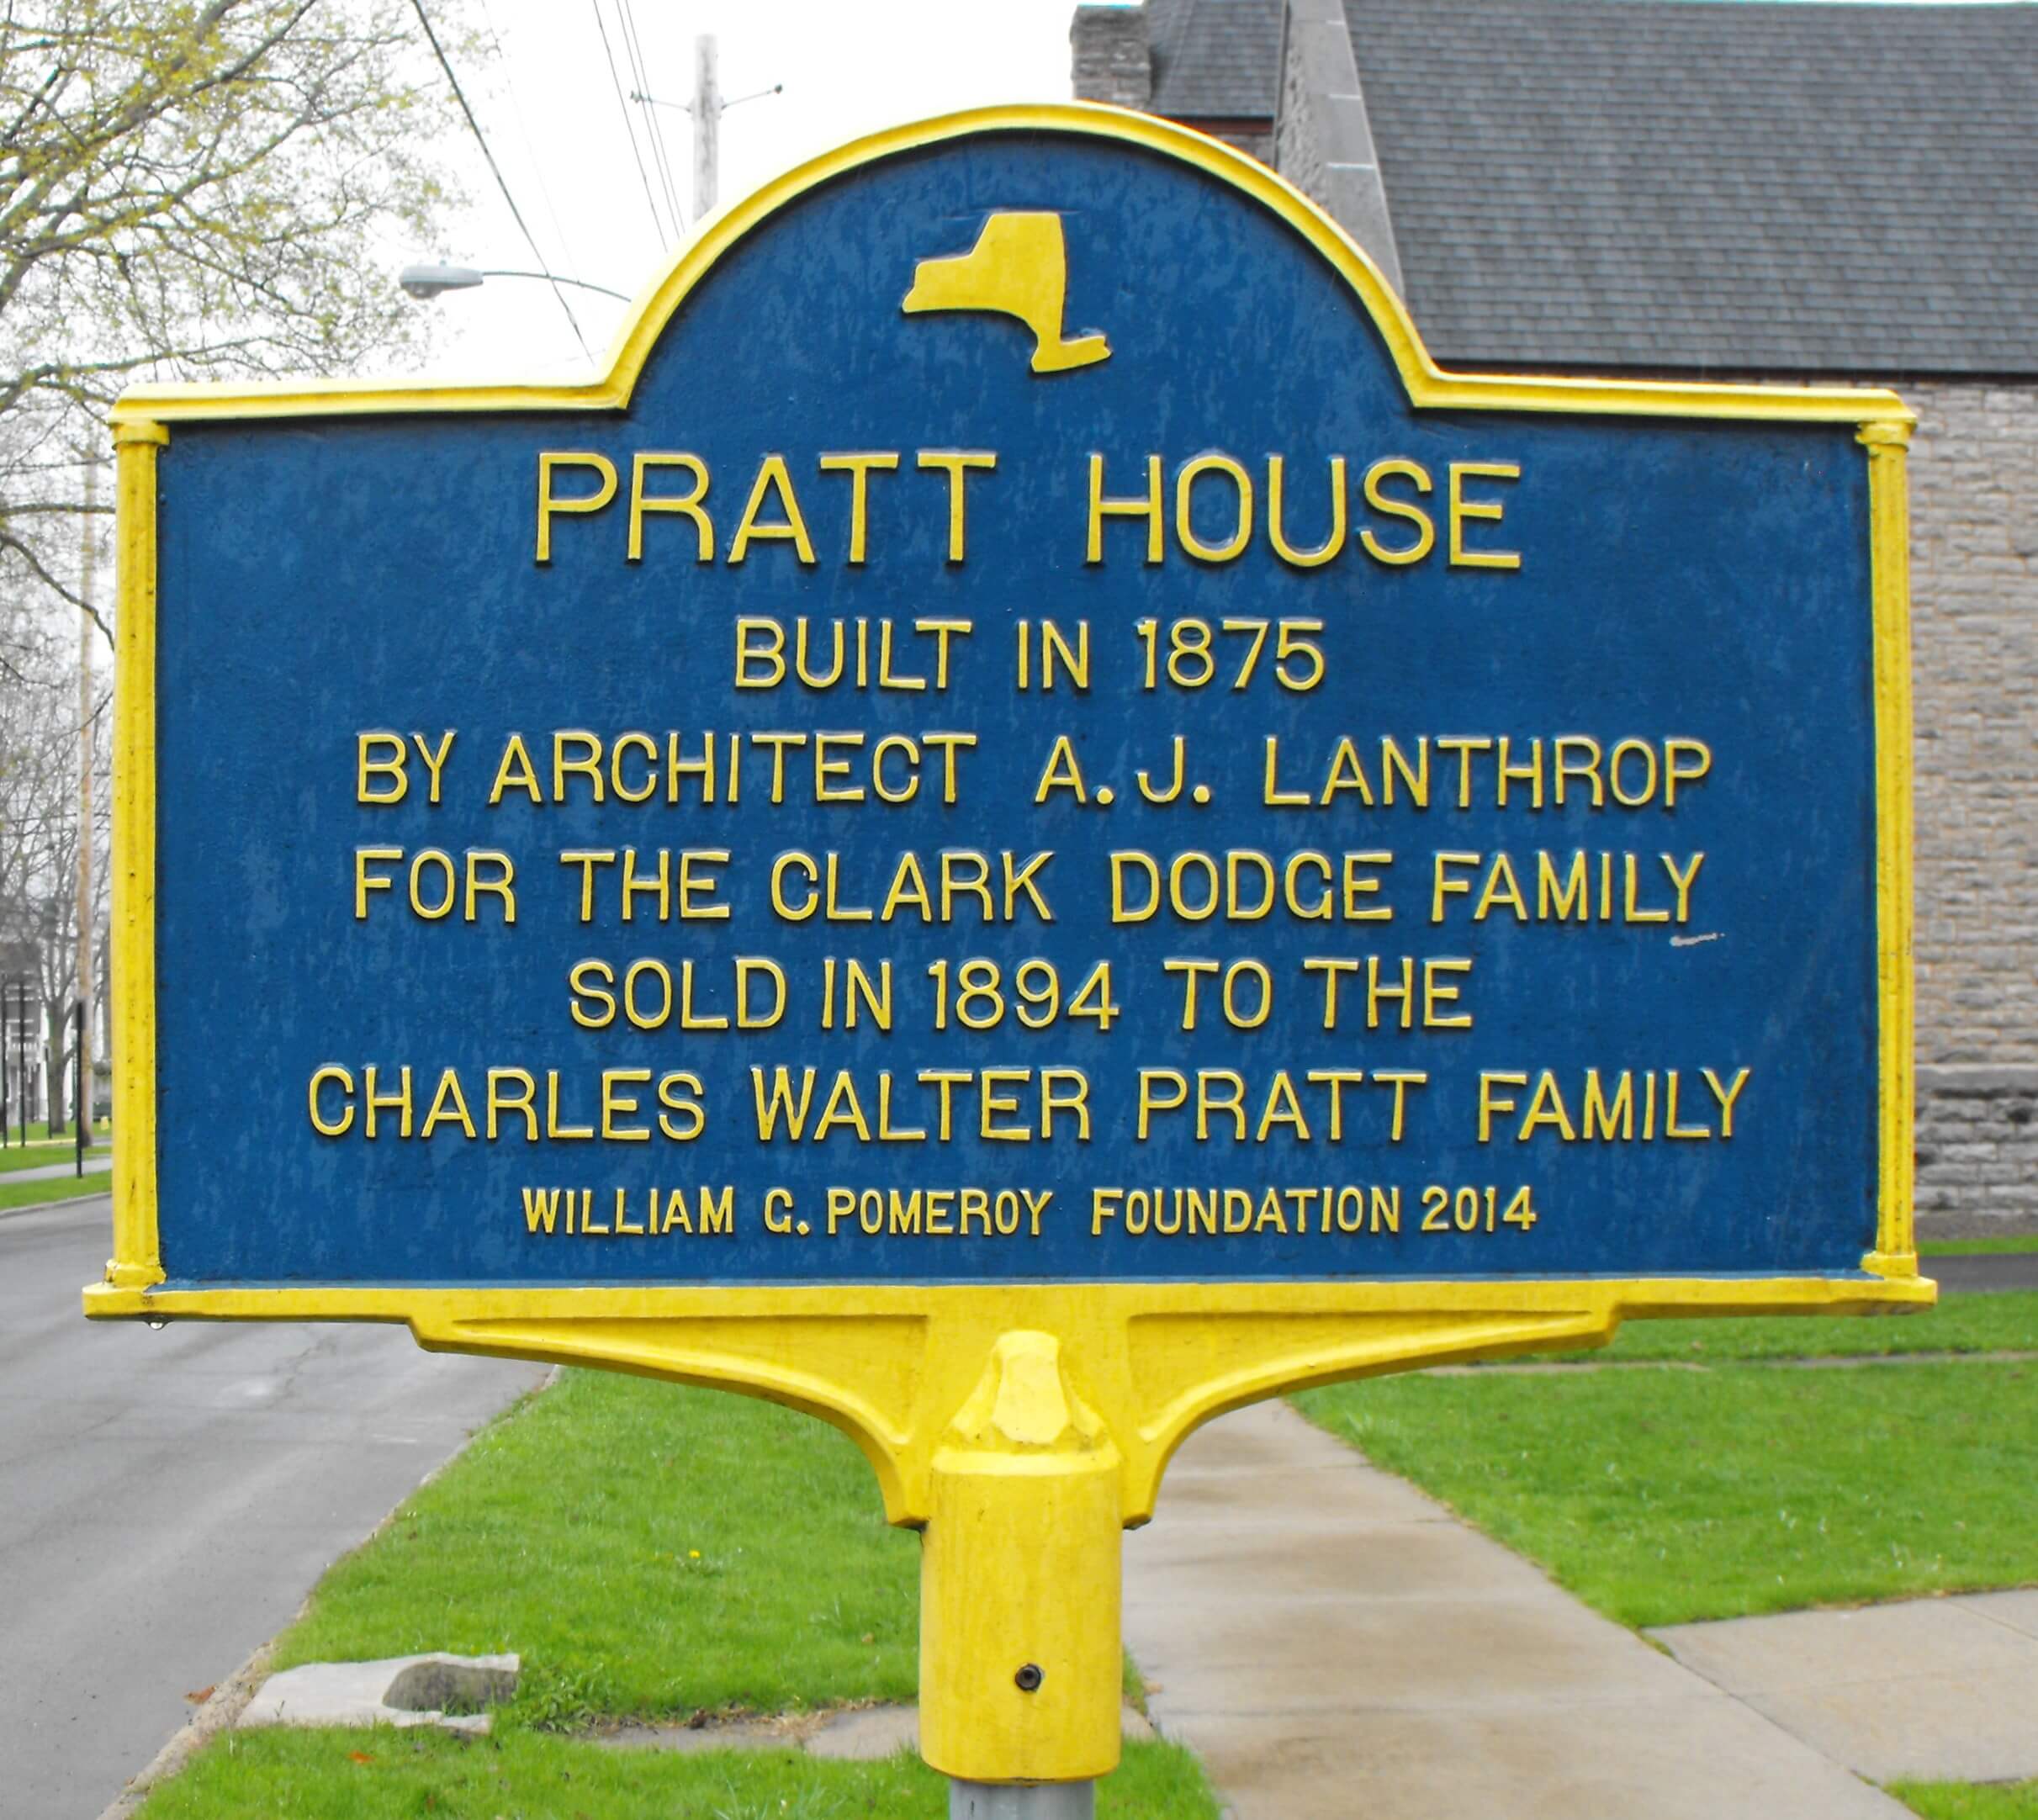 PRATT HOUSE
BUILT IN 1875
BY ARCHITECT A. J. LANTHROP
FOR THE CLARK DODGE FAMILY
SOLD IN 1894 TO THE
CHARLES WALTER PRATT FAMILY
WILLIAM G. POMEROY FOUNDATION 2014